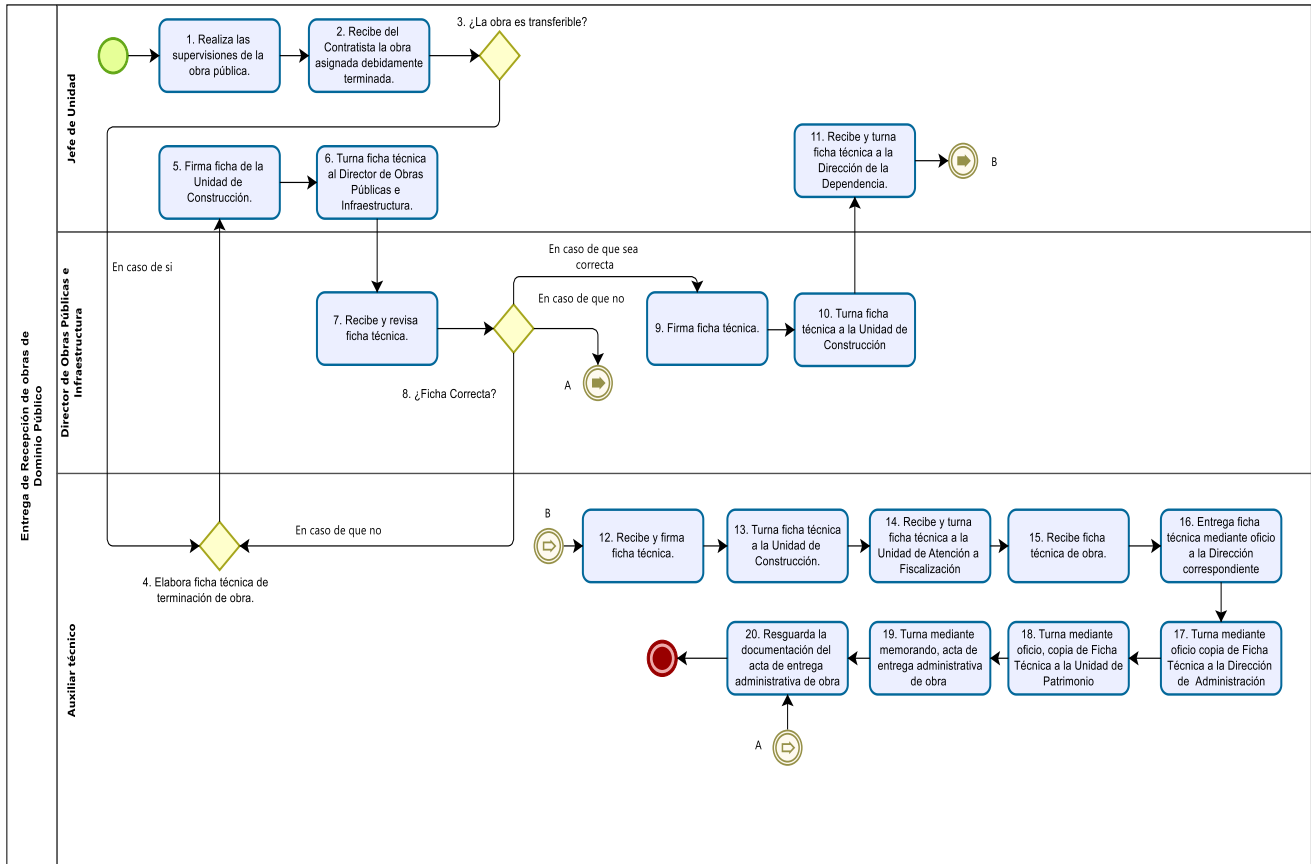 Entrega de Recepción de obras de
Dominio Público
Jefe de Unidad
1. Realiza las
supervisiones de la
obra pública.
2. Recibe del
Contratista la obra
asignada debidamente
terminada.
3. ¿La obra es transferible?
5. Firma ficha de la
Unidad de
Construcción.
6. Turna ficha técnica
al Director de Obras
Públicas e
Infraestructura.
11. Recibe y turna
ficha técnica a la
Dirección de la
Dependencia.
B
Director de Obras Públicas e
Infraestructura
En caso de si
7. Recibe y revisa
ficha técnica.
8. ¿Ficha Correcta?
En caso de que sea
correcta
En caso de que no
A
9. Firma ficha técnica.
10. Turna ficha
técnica a la Unidad de
Construcción
Auxiliar técnico
En caso de que no
4. Elabora ficha técnica de
terminación de obra.
B
12. Recibe y firma
ficha técnica.
13. Turna ficha técnica
a la Unidad de
Construcción.
14. Recibe y turna
ficha técnica a la
Unidad de Atención a
Fiscalización
15. Recibe ficha
técnica de obra.
16. Entrega ficha
técnica mediante oficio
a la Dirección
correspondiente
17. Turna mediante
oficio copia de Ficha
Técnica a la Dirección
de Administración
18. Turna mediante
oficio, copia de Ficha
Técnica a la Unidad de
Patrimonio
19. Turna mediante
memorando, acta de
entrega administrativa
de obra
20. Resguarda la
documentación del
acta de entrega
administrativa de obra
A